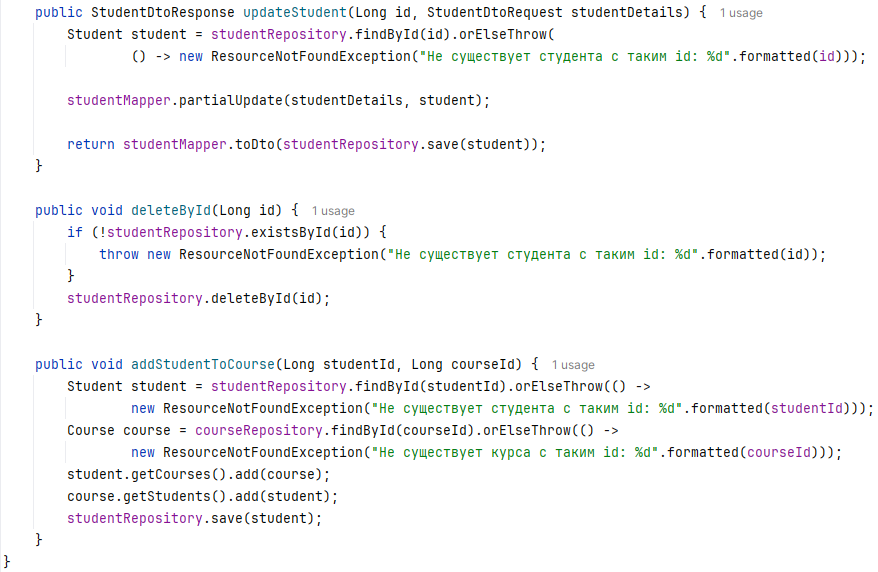 public StudentDtoResponse updateStudent(Long id, StudentDtoRequest studentDetails) { 1 usage
Student student = studentRepository.findById(id).orElseThrow(
() -> new ResourceNotFoundException("Не существует студента с таким id: %d".formatted(id)));
studentMapper.partialUpdate(studentDetails, student);
return studentMapper.toDto(studentRepository.save(student));
}
public void deleteById(Long id) { 1 usage
if (!studentRepository.existsById(id)) {
throw new ResourceNotFoundException("Не существует студента с таким id: %d".formatted(id));
}
studentRepository.deleteById(id);
}
public void addStudentToCourse(Long studentId, Long courseId) { 1 usage
Student student = studentRepository.findById(studentId).orElseThrow(() ->
new ResourceNotFoundException("Не существует студента с таким id: %d".formatted(studentId)));
Course course = courseRepository.findById(courseId).orElseThrow(() ->
new ResourceNotFoundException("Не существует курса с таким id: %d".formatted(courseId)));
student.getCourses().add(course);
course.getStudents().add(student);
studentRepository.save(student);
}
}